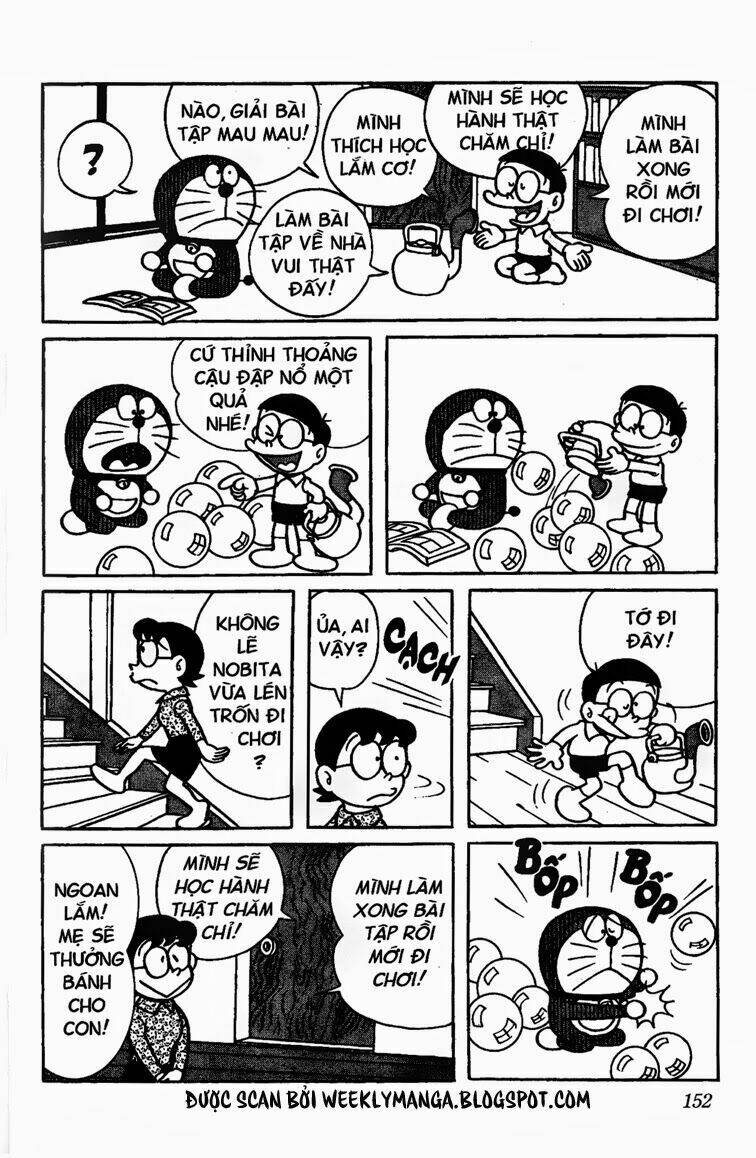 MÌNH
LÀM BÀI
XONG
RỒI MỚI
ĐI CHƠI!
MÌNH SẼ HỌC
HÀNH THẬT
CHĂM CHỈ!
MÌNH
THÍCH HỌC
LẮM CƠ!
NÀO, GIẢI BÀI
TẬP MAU MAU!
?
LÀM BÀI
TẬP VỀ NHÀ
VUI THẬT
ĐẤY!
CỨ THỈNH THOẢNG
CẬU ĐẬP NỔ MỘT
QUẢ
NHÉ!
KHÔNG
LẼ
NOBITA
VỪA LÉN
TRỐN ĐI
CHƠI
?
ỦA, AI
VẬY?
CẠCH
TỚ ĐI
ĐÂY!
NGOAN
LẮM!
MẸ SẼ
THƯỞNG
BÁNH
CHO
CON!
MÌNH SẼ
HỌC HÀNH
THẬT CHĂM
CHỈ!
MÌNH LÀM
XONG BÀI
TẬP RỒI
MỚI ĐI
CHƠI!
BỐP
BỐP
ĐƯỢC SCAN BỞI WEEKLYMANGA.BLOGSPOT.COM
152